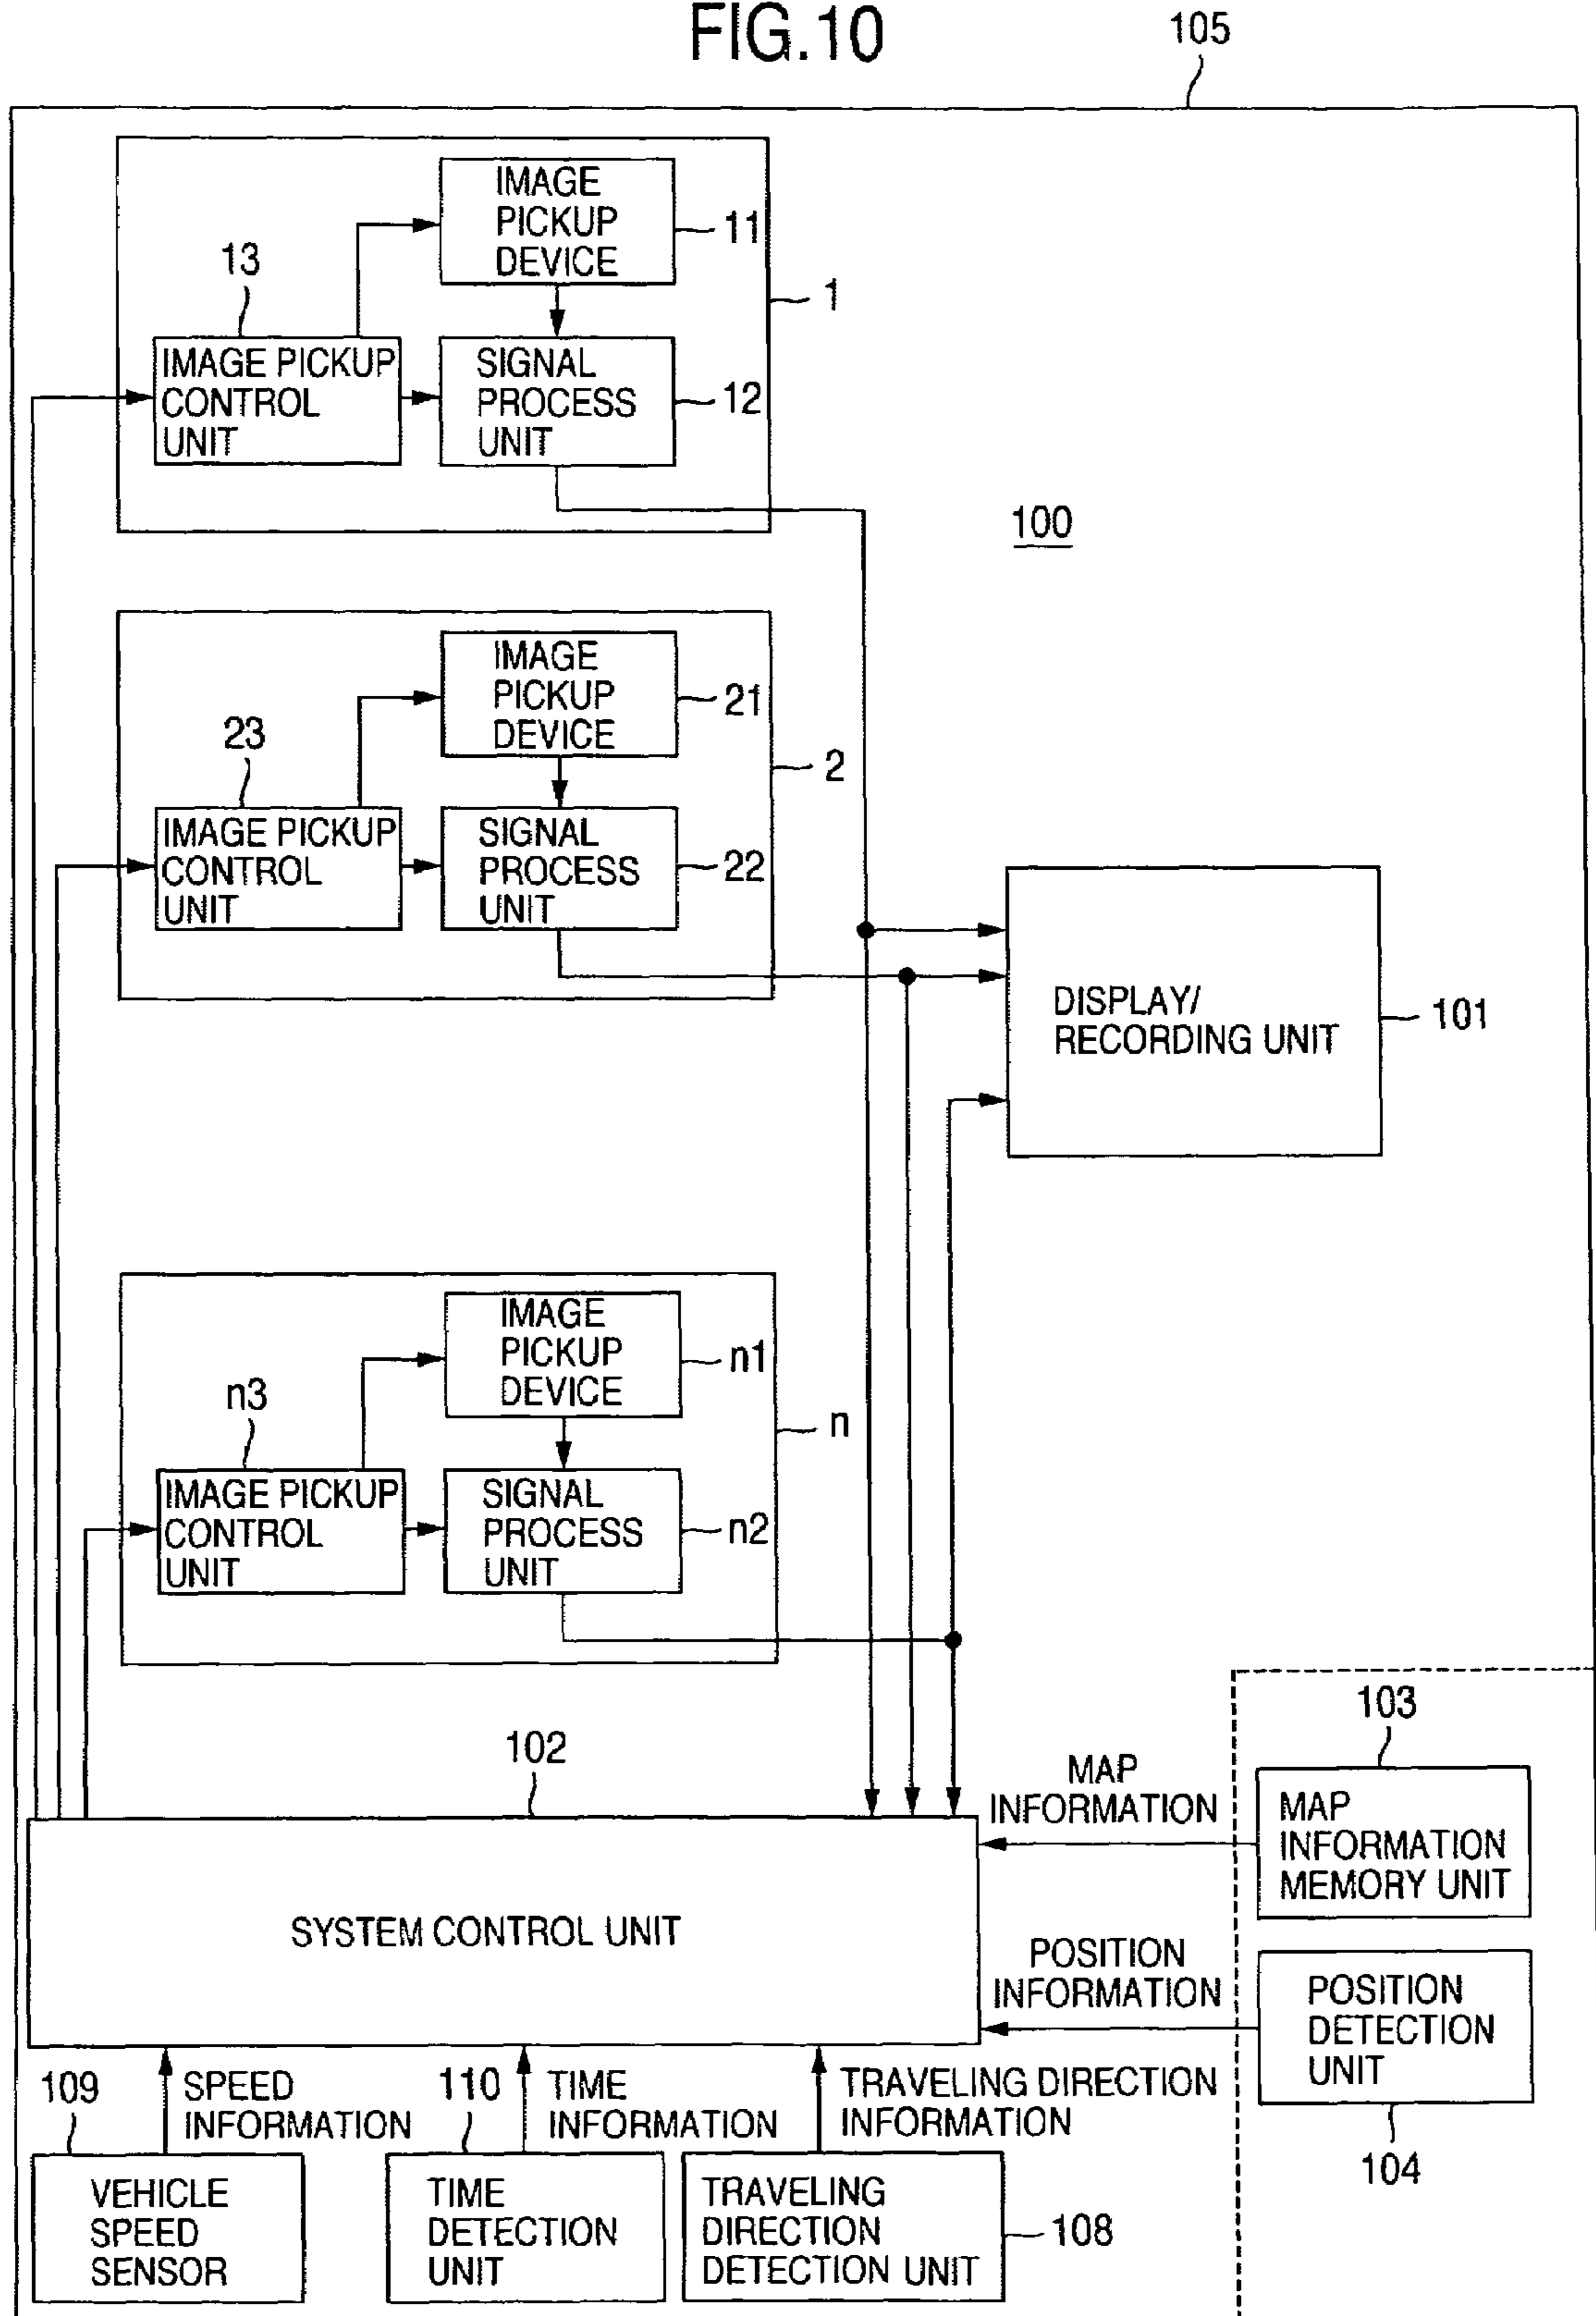 FIG.10
105
IMAGE
PICKUP
DEVICE
11
13
1
IMAGE PICKUP
CONTROL
UNIT
SIGNAL
PROCESS
UNIT
12
100
IMAGE
PICKUP
DEVICE
21
23
2
IMAGE PICKUP
CONTROL
UNIT
SIGNAL
PROCESS
UNIT
22
DISPLAY/
RECORDING UNIT
101
IMAGE
PICKUP
DEVICE
n1
n3
n
IMAGE PICKUP
CONTROL
UNIT
SIGNAL
PROCESS
UNIT
n2
102
103
MAP
INFORMATION
MAP
INFORMATION
MEMORY UNIT
SYSTEM CONTROL UNIT
POSITION
INFORMATION
POSITION
DETECTION
UNIT
104
109
SPEED
INFORMATION
110
TIME
INFORMATION
TRAVELING DIRECTION
INFORMATION
VEHICLE
SPEED
SENSOR
TIME
DETECTION
UNIT
TRAVELING
DIRECTION
DETECTION UNIT
108